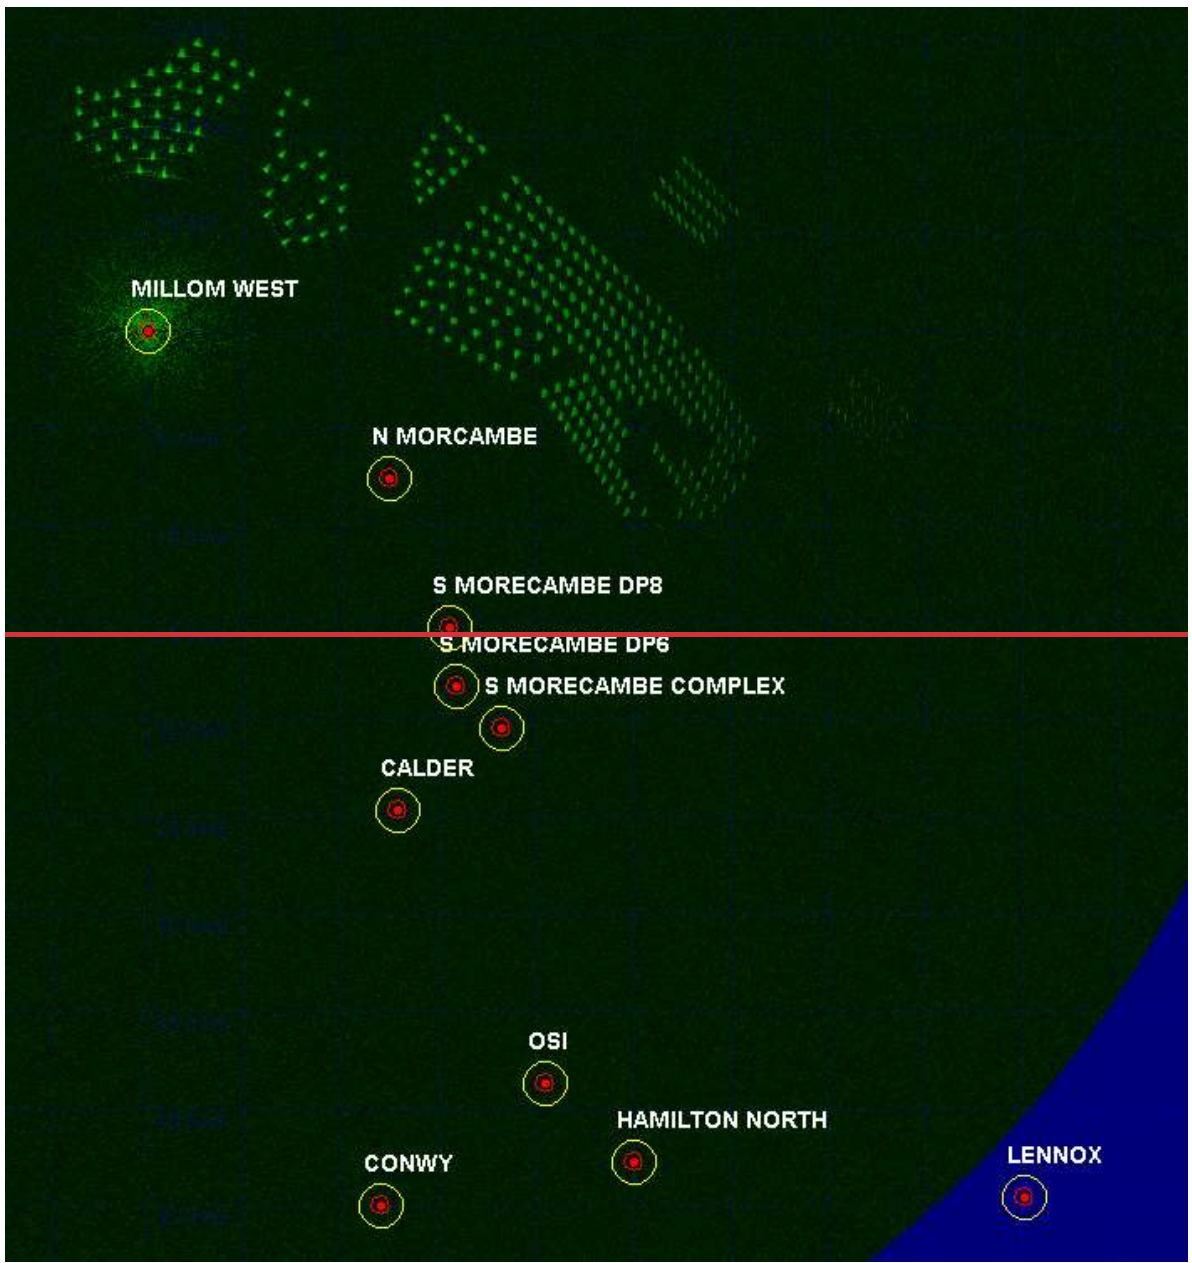 MILLOM WEST
N MORCAMBE
S MORECAMBE DP8
S MORECAMBE DP6
S MORECAMBE COMPLEX
CALDER
OSI
HAMILTON NORTH
LENNOX
CONWY